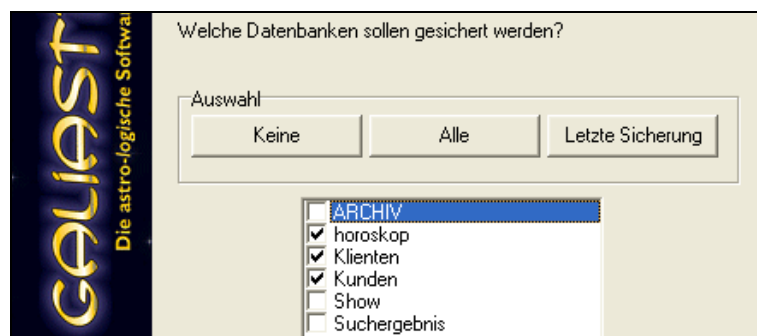 GALIAST
Die astro-logische Softwa
Welche Datenbanken sollen gesichert werden?
Auswahl
Keine
Alle
Letzte Sicherung
ARCHIV
horoskop
Klienten
Kunden
Show
Suchergebnis